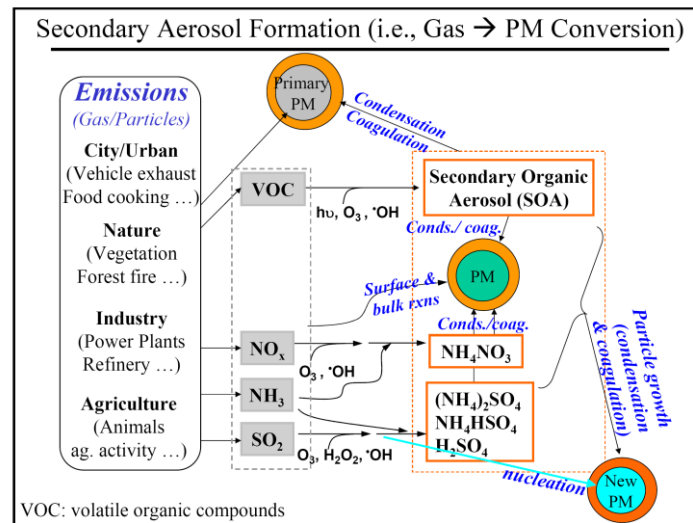 Secondary Aerosol Formation (i.e., Gas → PM Conversion)
Emissions
(Gas/Particles)
City/Urban
(Vehicle exhaust
Food cooking ...)
Nature
(Vegetation
Forest fire ...)
Industry
(Power Plants
Refinery ...)
Agriculture
(Animals
ag. activity ...)
Primary
PM
Condensation
Coagulation
VOC
hυ, O₃, •OH
Secondary Organic
Aerosol (SOA)
Conds./ coag.
PM
Surface &
bulk rxns
Conds./coag.
NOₓ
O₃ , •OH
NH₄NO₃
NH₃
(NH₄)₂SO₄
NH₄HSO₄
H₂SO₄
SO₂
O₃, H₂O₂, •OH
nucleation
Particle growth
(condensation
& coagulation)
New
PM
VOC: volatile organic compounds